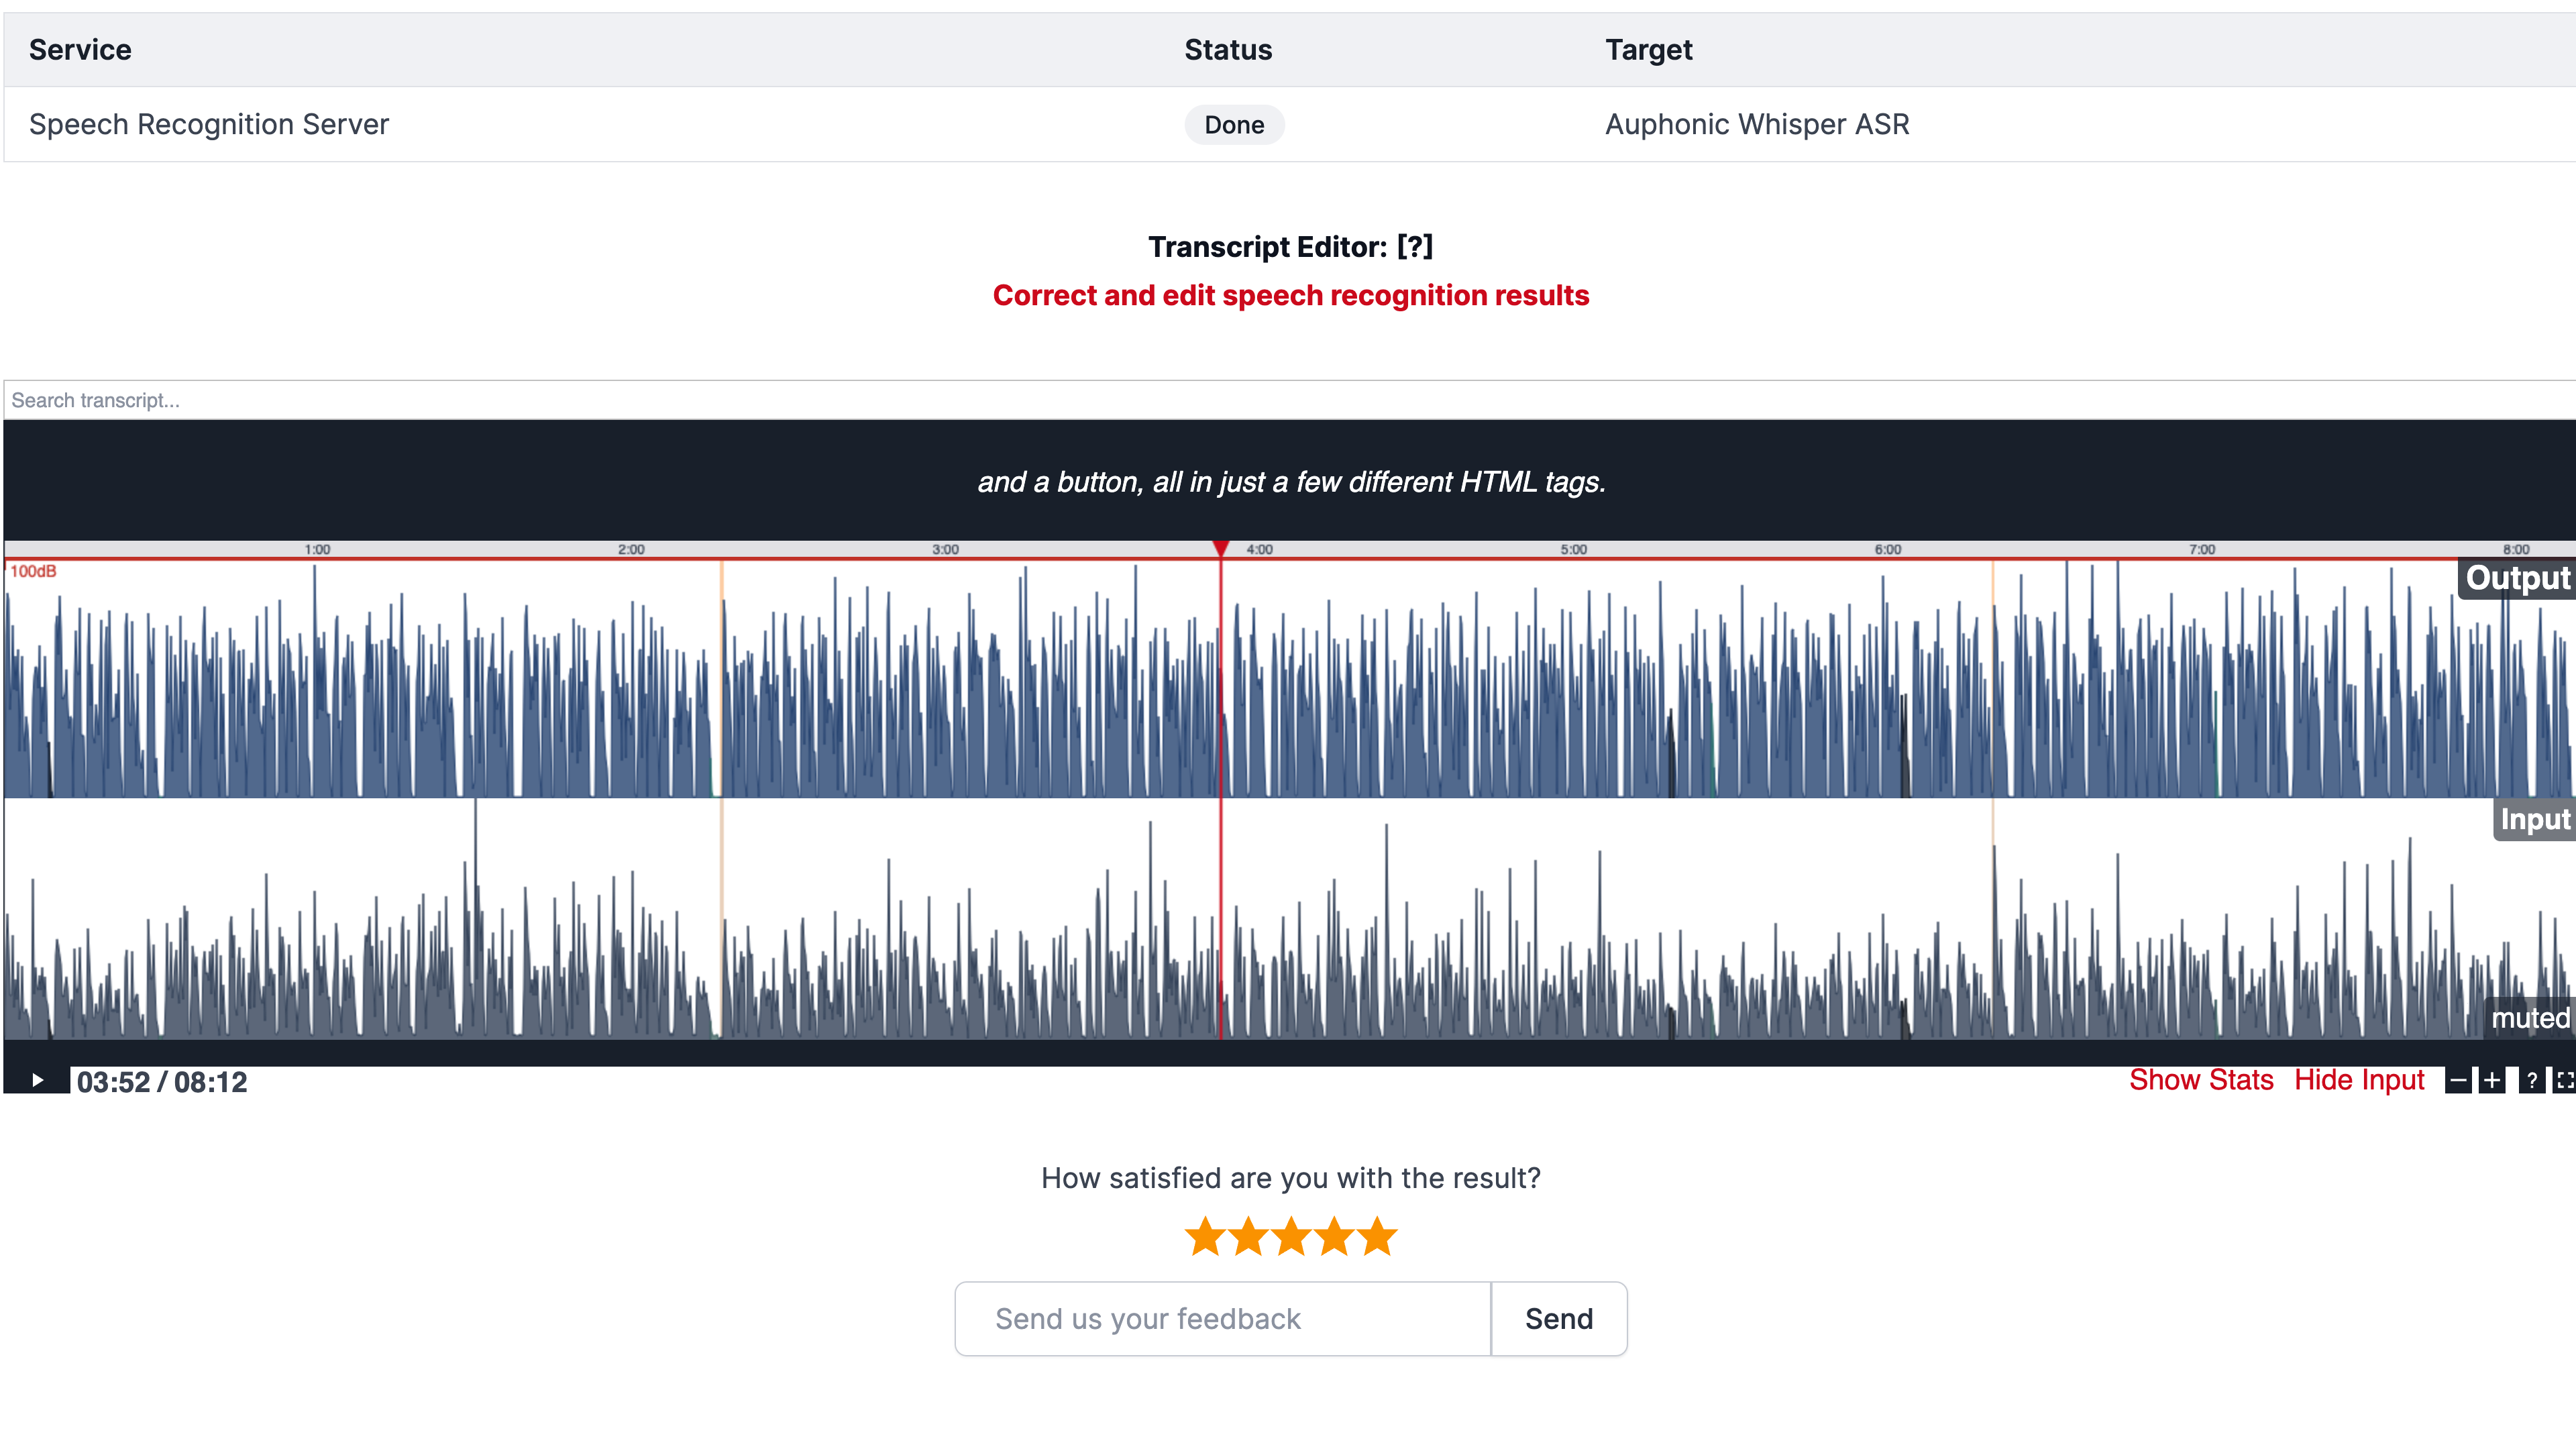 Service Status Target
Speech Recognition Server Done Auphonic Whisper ASR
Transcript Editor: [?]
Correct and edit speech recognition results
Search transcript...
and a button, all in just a few different HTML tags.
1:00 2:00 3:00 4:00 5:00 6:00 7:00 8:00
100dB
Output
Input
muted
03:52 / 08:12 Show Stats Hide Input − + ?
How satisfied are you with the result?
Send us your feedback Send